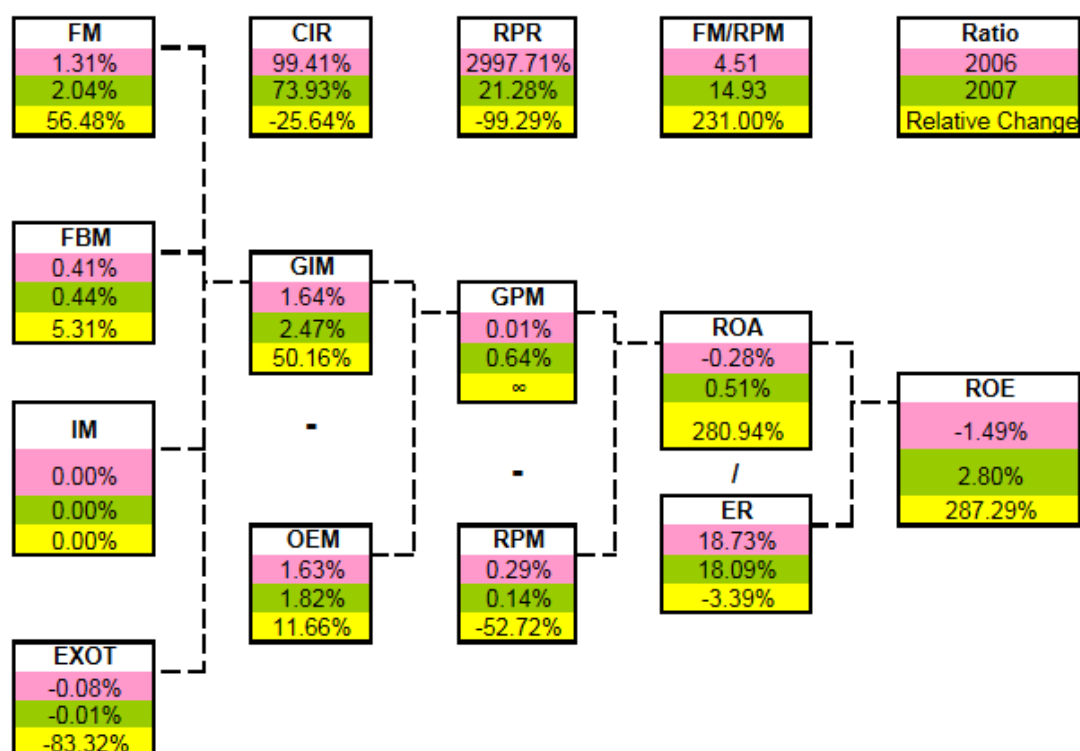 FM
1.31%
2.04%
56.48%
CIR
99.41%
73.93%
-25.64%
RPR
2997.71%
21.28%
-99.29%
FM/RPM
4.51
14.93
231.00%
Ratio
2006
2007
Relative Change
FBM
0.41%
0.44%
5.31%
GIM
1.64%
2.47%
50.16%
GPM
0.01%
0.64%
∞
ROA
-0.28%
0.51%
280.94%
ROE
-1.49%
2.80%
287.29%
IM
0.00%
0.00%
0.00%
-
-
/
OEM
1.63%
1.82%
11.66%
RPM
0.29%
0.14%
-52.72%
ER
18.73%
18.09%
-3.39%
EXOT
-0.08%
-0.01%
-83.32%